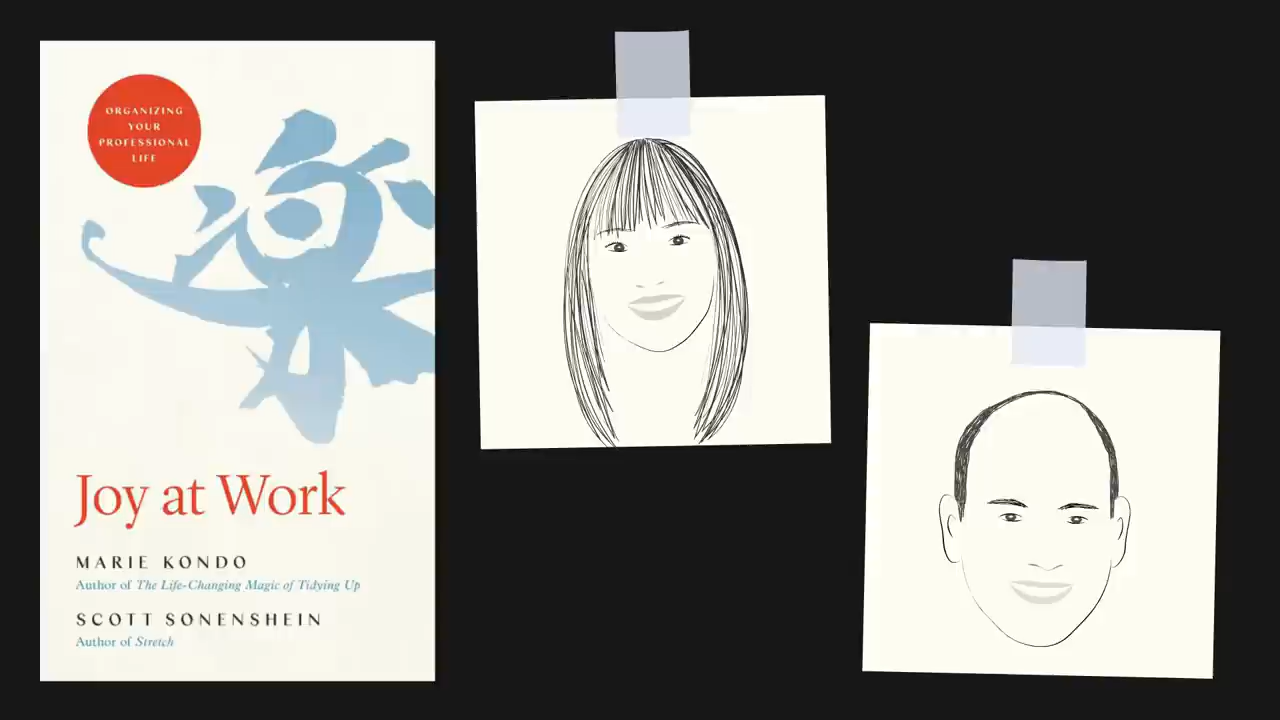 ORGANIZING
YOUR
PROFESSIONAL
LIFE
楽
Joy at Work
MARIE KONDO
Author of The Life-Changing Magic of Tidying Up
SCOTT SONENSHEIN
Author of Stretch